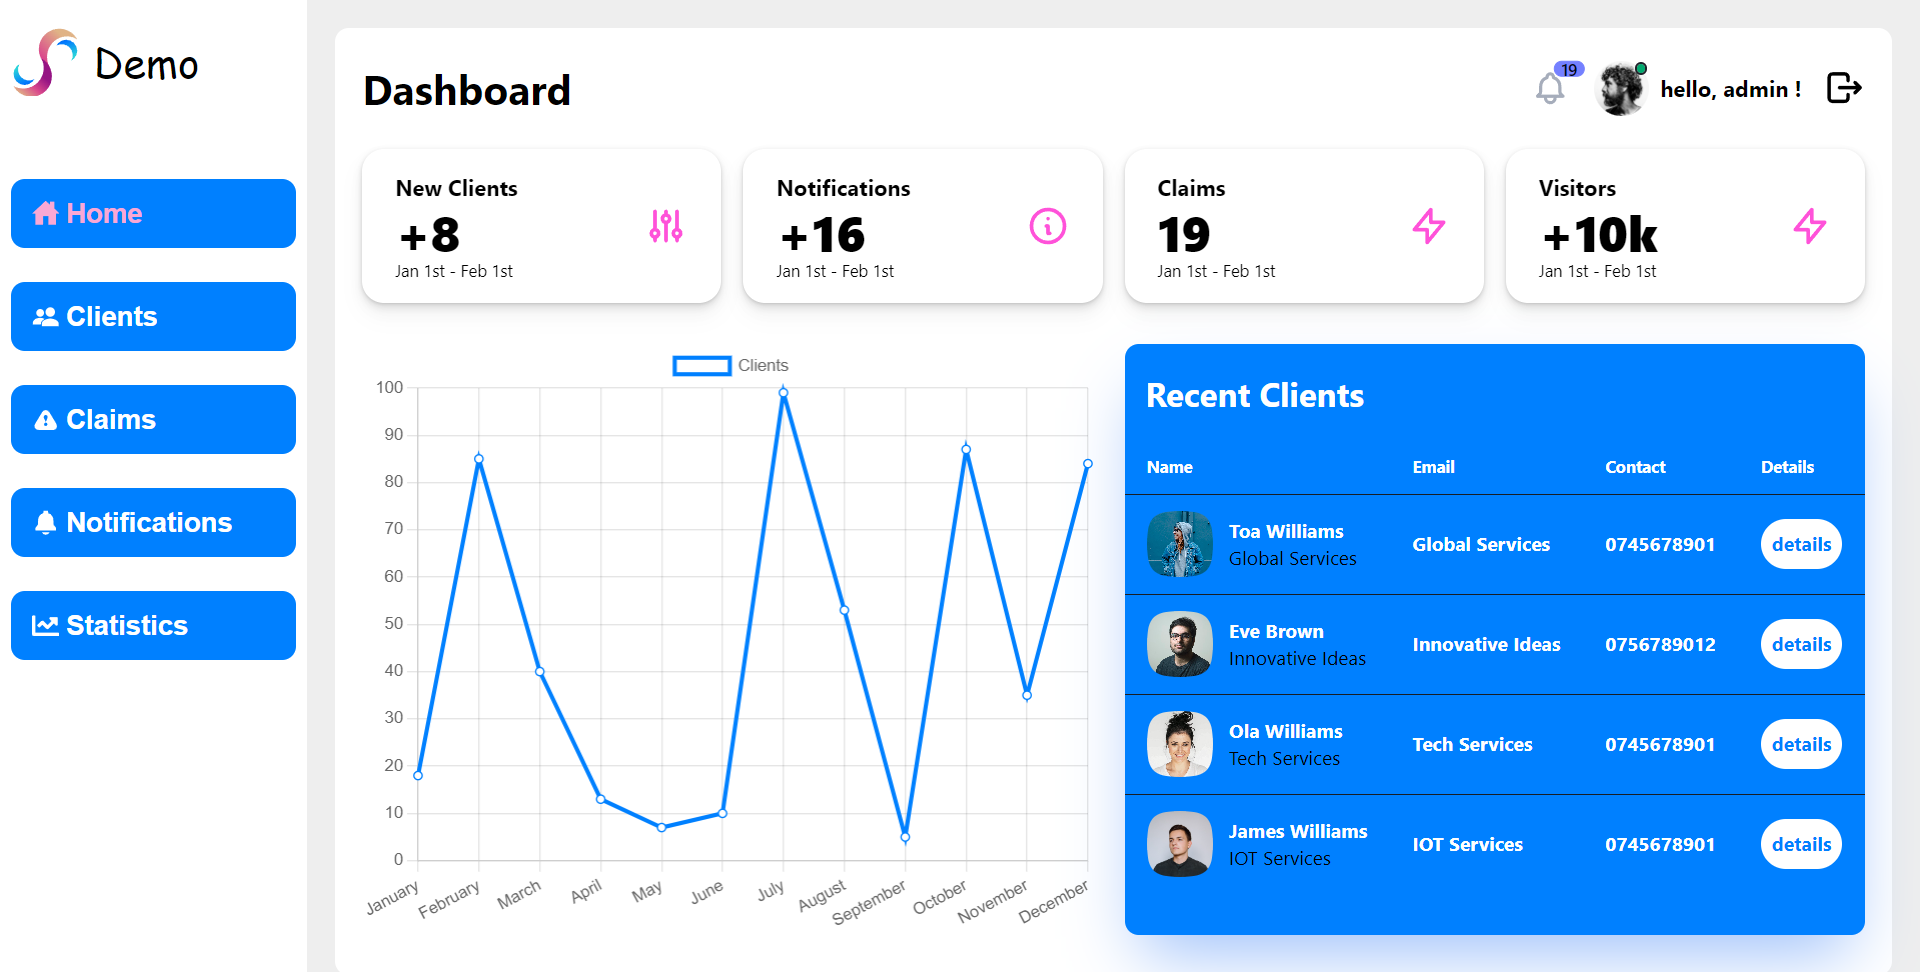 Demo
Home
Clients
Claims
Notifications
Statistics
Dashboard
19
hello, admin !
New Clients
+8
Jan 1st - Feb 1st
Notifications
+16
Jan 1st - Feb 1st
Claims
19
Jan 1st - Feb 1st
Visitors
+10k
Jan 1st - Feb 1st
Clients
100
90
80
70
60
50
40
30
20
10
0
January February March April May June July August September October November December
Recent Clients
Name Email Contact Details
Toa Williams
Global Services
Global Services 0745678901 details
Eve Brown
Innovative Ideas
Innovative Ideas 0756789012 details
Ola Williams
Tech Services
Tech Services 0745678901 details
James Williams
IOT Services
IOT Services 0745678901 details